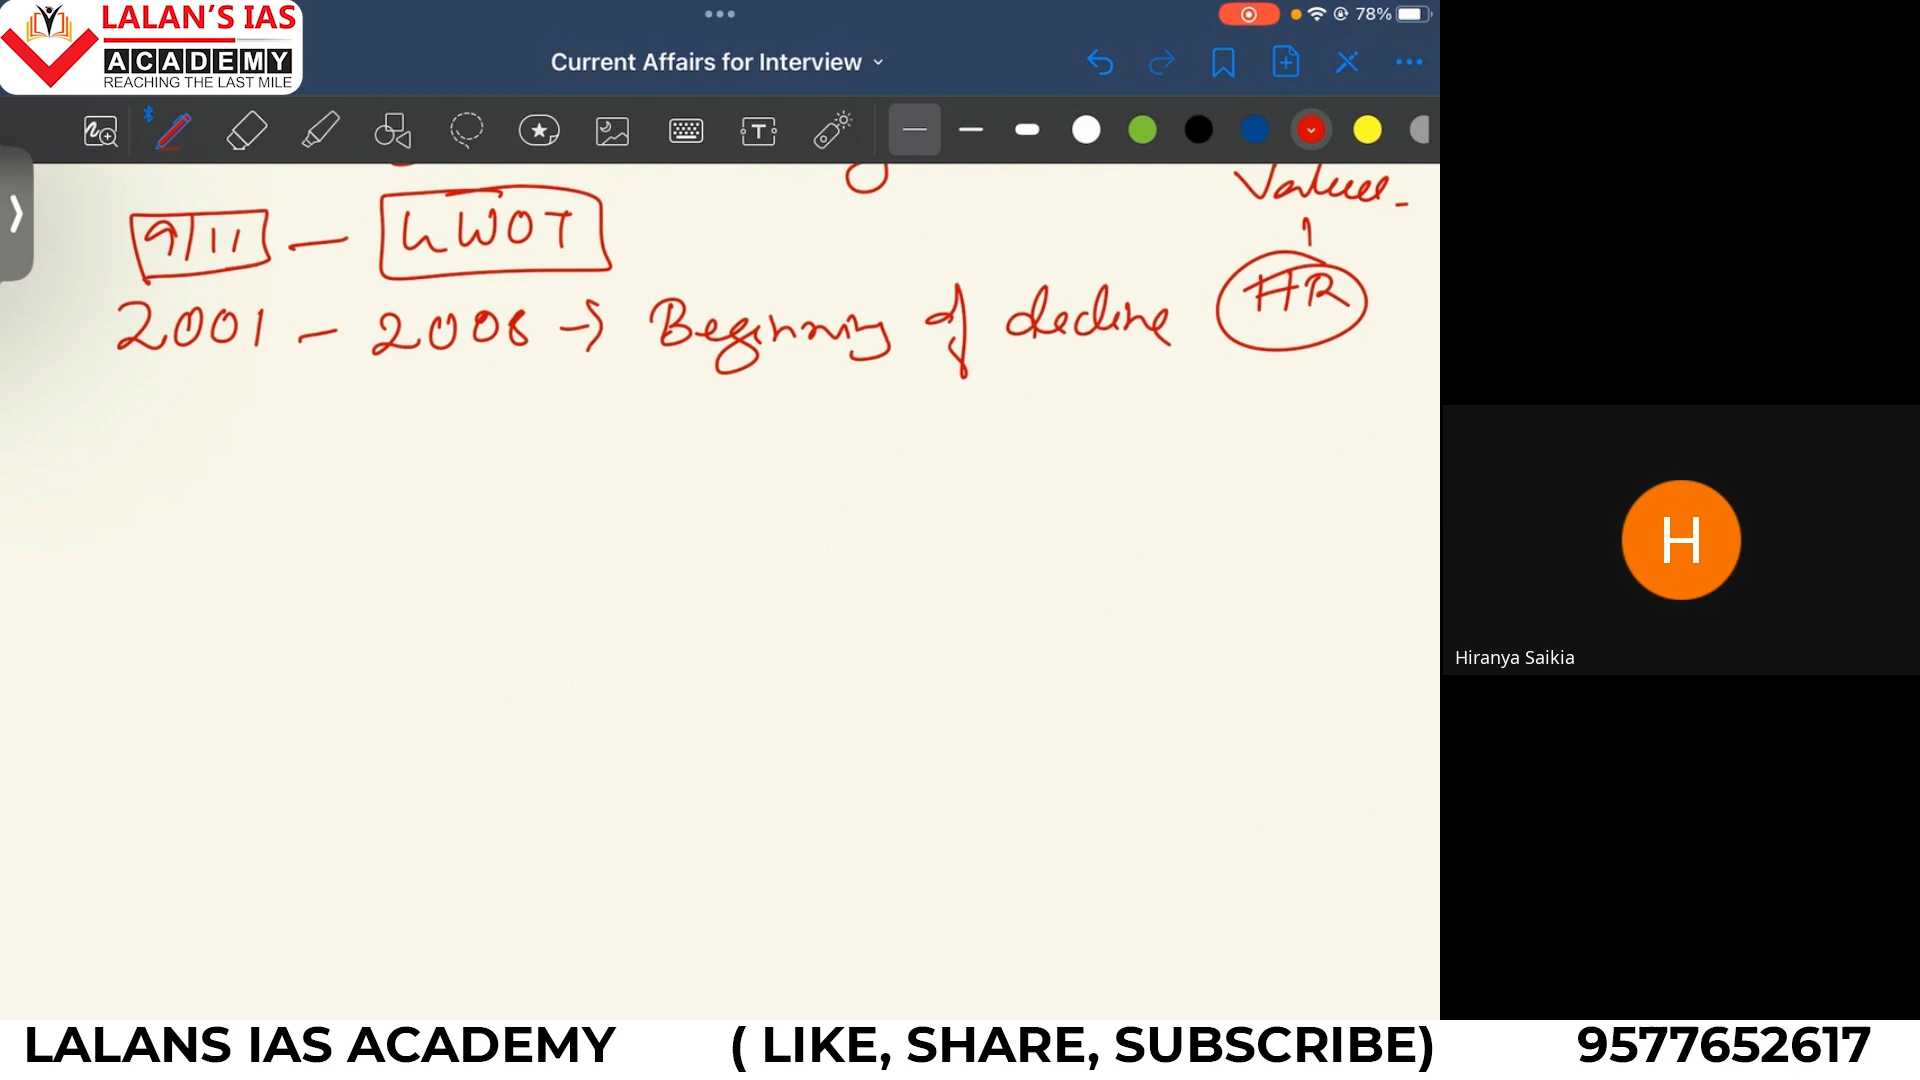 LALAN'S IAS
ACADEMY
REACHING THE LAST MILE
78%
Current Affairs for Interview
T
Values -
9/11 — GWOT
HR
2001 - 2008 → Beginning of decline
H
Hiranya Saikia
LALANS IAS ACADEMY ( LIKE, SHARE, SUBSCRIBE) 9577652617